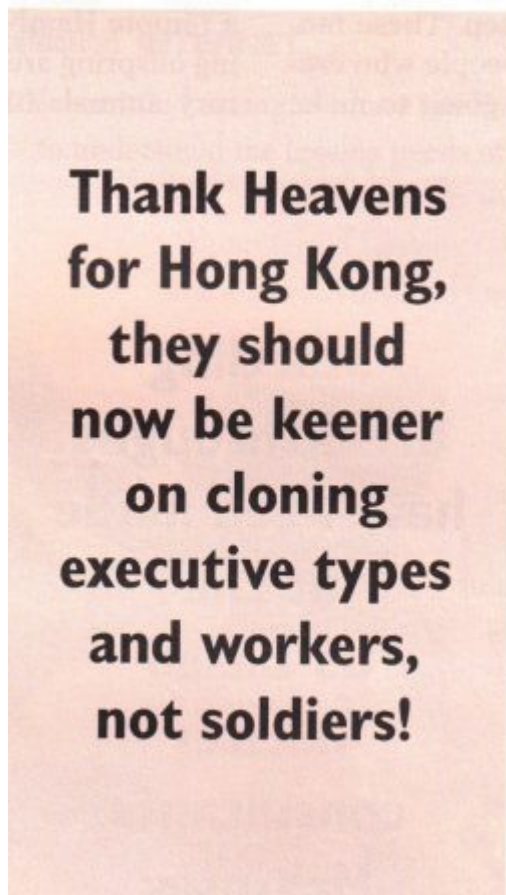 Thank Heavens
for Hong Kong,
they should
now be keener
on cloning
executive types
and workers,
not soldiers!